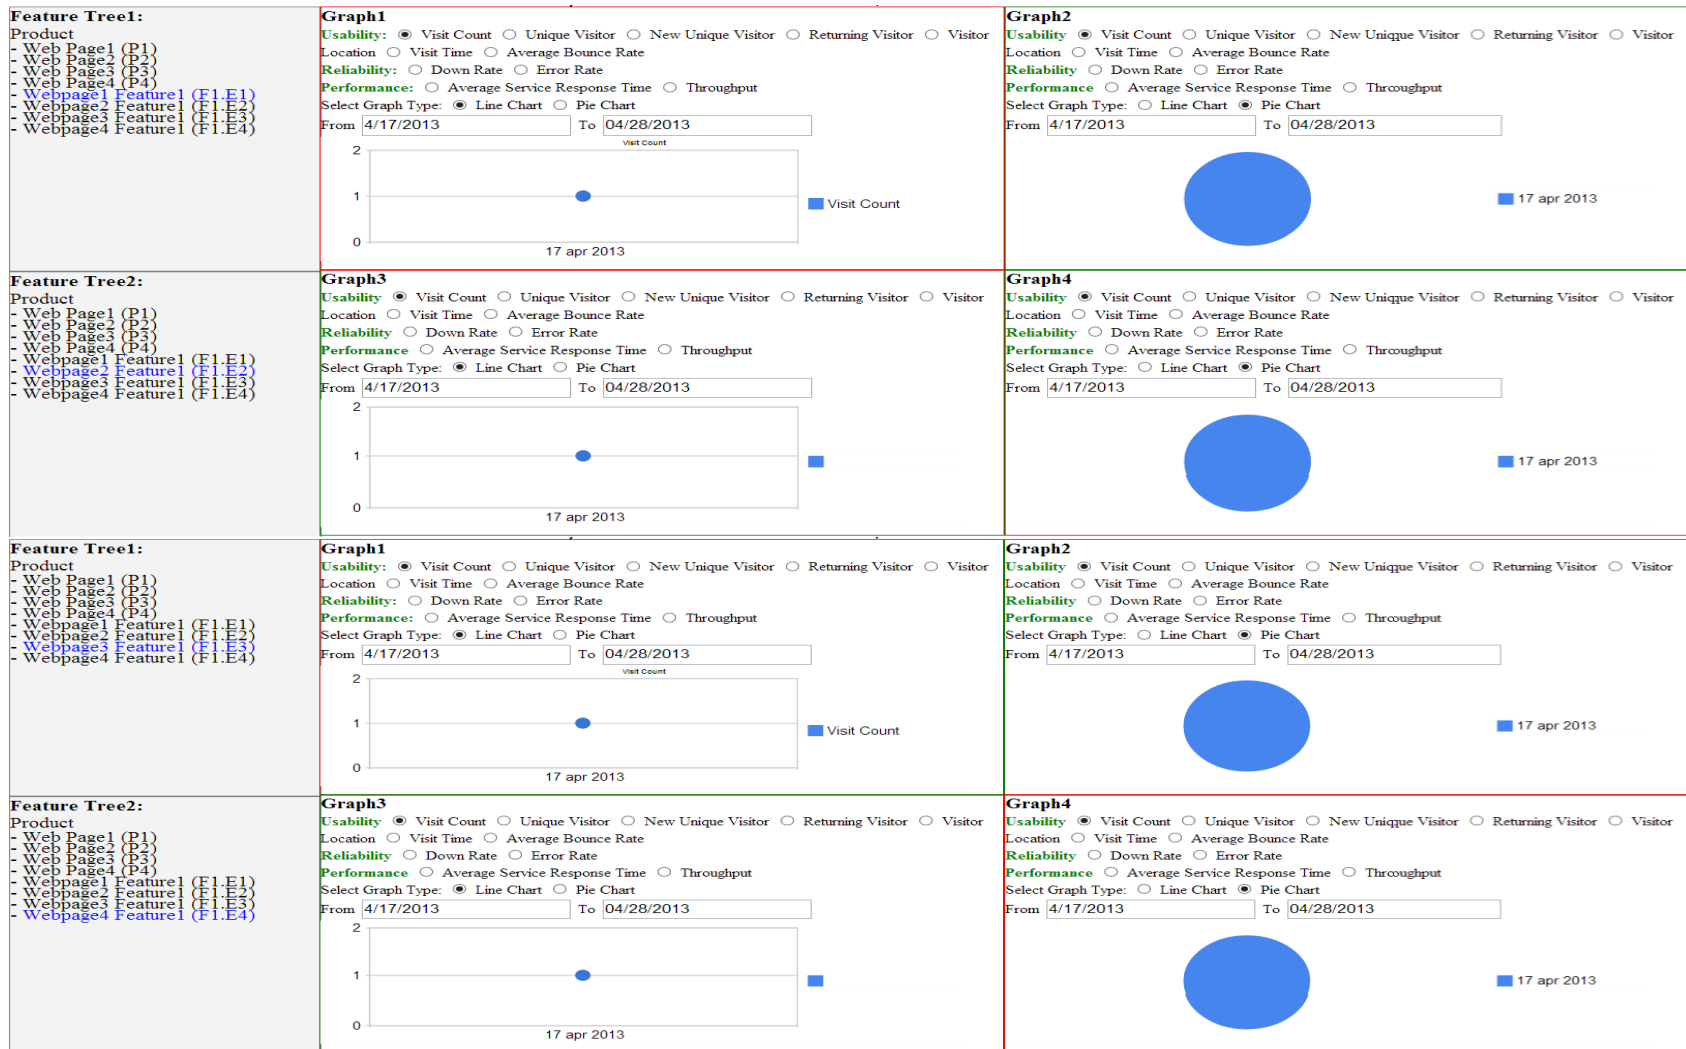 Feature Tree1:
Product
- Web Page1 (P1)
- Web Page2 (P2)
- Web Page3 (P3)
- Web Page4 (P4)
- Webpage1 Feature1 (F1.E1)
- Webpage2 Feature1 (F1.E2)
- Webpage3 Feature1 (F1.E3)
- Webpage4 Feature1 (F1.E4)
Graph1
Usability: Visit Count Unique Visitor New Unique Visitor Returning Visitor Visitor
Location Visit Time Average Bounce Rate
Reliability: Down Rate Error Rate
Performance: Average Service Response Time Throughput
Select Graph Type: Line Chart Pie Chart
From 4/17/2013 To 04/28/2013
Visit Count
2
1
0
17 apr 2013
Visit Count
Graph2
Usability Visit Count Unique Visitor New Uniqque Visitor Returning Visitor Visitor
Location Visit Time Average Bounce Rate
Reliability Down Rate Error Rate
Performance Average Service Response Time Throughput
Select Graph Type: Line Chart Pie Chart
From 4/17/2013 To 04/28/2013
17 apr 2013
Feature Tree2:
Product
- Web Page1 (P1)
- Web Page2 (P2)
- Web Page3 (P3)
- Web Page4 (P4)
- Webpage1 Feature1 (F1.E1)
- Webpage2 Feature1 (F1.E2)
- Webpage3 Feature1 (F1.E3)
- Webpage4 Feature1 (F1.E4)
Graph3
Usability Visit Count Unique Visitor New Unique Visitor Returning Visitor Visitor
Location Visit Time Average Bounce Rate
Reliability Down Rate Error Rate
Performance Average Service Response Time Throughput
Select Graph Type: Line Chart Pie Chart
From 4/17/2013 To 04/28/2013
2
1
0
17 apr 2013
Graph4
Usability Visit Count Unique Visitor New Uniqque Visitor Returning Visitor Visitor
Location Visit Time Average Bounce Rate
Reliability Down Rate Error Rate
Performance Average Service Response Time Throughput
Select Graph Type: Line Chart Pie Chart
From 4/17/2013 To 04/28/2013
17 apr 2013
Feature Tree1:
Product
- Web Page1 (P1)
- Web Page2 (P2)
- Web Page3 (P3)
- Web Page4 (P4)
- Webpage1 Feature1 (F1.E1)
- Webpage2 Feature1 (F1.E2)
- Webpage3 Feature1 (F1.E3)
- Webpage4 Feature1 (F1.E4)
Graph1
Usability: Visit Count Unique Visitor New Unique Visitor Returning Visitor Visitor
Location Visit Time Average Bounce Rate
Reliability: Down Rate Error Rate
Performance: Average Service Response Time Throughput
Select Graph Type: Line Chart Pie Chart
From 4/17/2013 To 04/28/2013
Visit Count
2
1
0
17 apr 2013
Visit Count
Graph2
Usability Visit Count Unique Visitor New Uniqque Visitor Returning Visitor Visitor
Location Visit Time Average Bounce Rate
Reliability Down Rate Error Rate
Performance Average Service Response Time Throughput
Select Graph Type: Line Chart Pie Chart
From 4/17/2013 To 04/28/2013
17 apr 2013
Feature Tree2:
Product
- Web Page1 (P1)
- Web Page2 (P2)
- Web Page3 (P3)
- Web Page4 (P4)
- Webpage1 Feature1 (F1.E1)
- Webpage2 Feature1 (F1.E2)
- Webpage3 Feature1 (F1.E3)
- Webpage4 Feature1 (F1.E4)
Graph3
Usability Visit Count Unique Visitor New Unique Visitor Returning Visitor Visitor
Location Visit Time Average Bounce Rate
Reliability Down Rate Error Rate
Performance Average Service Response Time Throughput
Select Graph Type: Line Chart Pie Chart
From 4/17/2013 To 04/28/2013
2
1
0
17 apr 2013
Graph4
Usability Visit Count Unique Visitor New Uniqque Visitor Returning Visitor Visitor
Location Visit Time Average Bounce Rate
Reliability Down Rate Error Rate
Performance Average Service Response Time Throughput
Select Graph Type: Line Chart Pie Chart
From 4/17/2013 To 04/28/2013
17 apr 2013